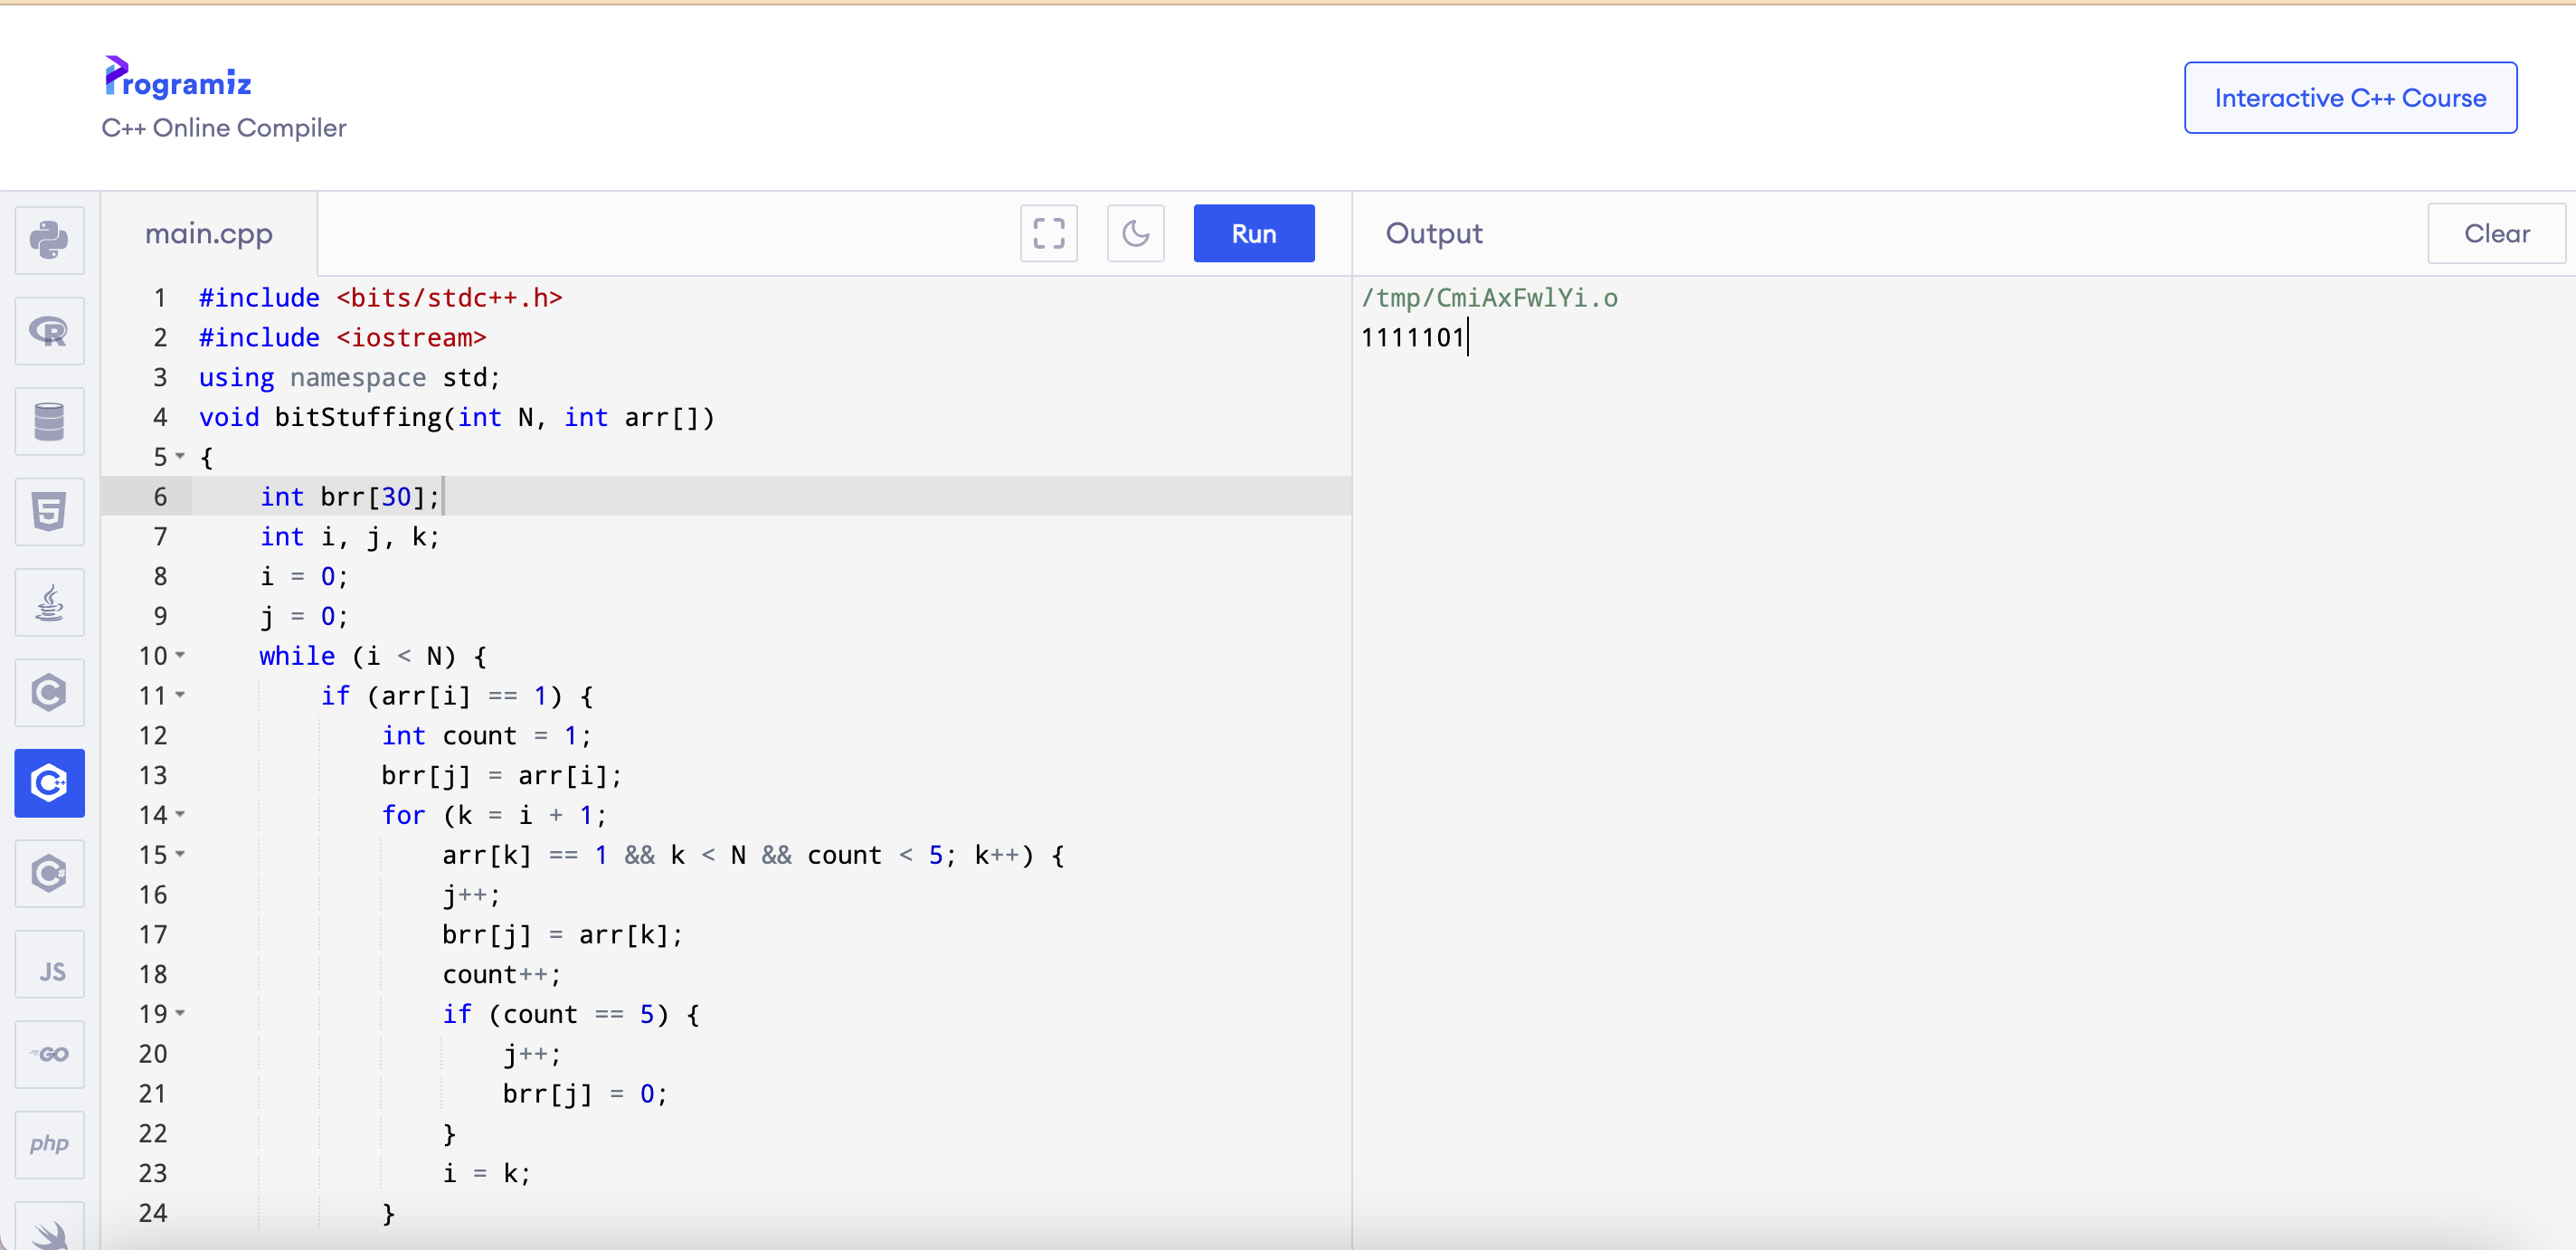 Programiz
C++ Online Compiler
Interactive C++ Course
main.cpp
Run
Output
Clear
1 #include <bits/stdc++.h>
2 #include <iostream>
3 using namespace std;
4 void bitStuffing(int N, int arr[])
5 {
6     int brr[30];
7     int i, j, k;
8     i = 0;
9     j = 0;
10     while (i < N) {
11         if (arr[i] == 1) {
12             int count = 1;
13             brr[j] = arr[i];
14             for (k = i + 1;
15                 arr[k] == 1 && k < N && count < 5; k++) {
16                 j++;
17                 brr[j] = arr[k];
18                 count++;
19                 if (count == 5) {
20                     j++;
21                     brr[j] = 0;
22                 }
23                 i = k;
24             }
/tmp/CmiAxFwlYi.o
1111101
R
5
C
C++
C#
JS
GO
php